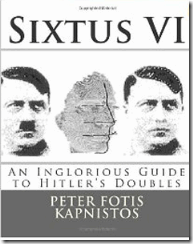 SIXTUS VI
AN INGLORIOUS GUIDE
TO HITLER'S DOUBLES
PETER FOTIS
KAPNISTOS